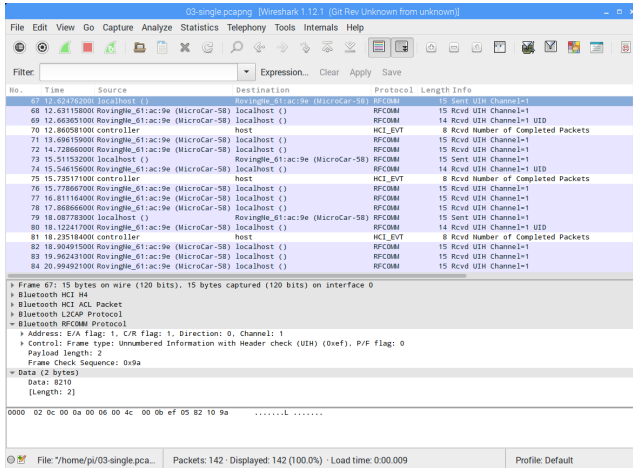 03-single.pcapng [Wireshark 1.12.1 (Git Rev Unknown from unknown)]
File Edit View Go Capture Analyze Statistics Telephony Tools Internals Help
Filter: Expression... Clear Apply Save
No. Time Source Destination Protocol Length Info
67 12.62476200( localhost () RovingNe_61:ac:9e (MicroCar-58) RFCOMM 15 Sent UIH Channel=1
68 12.63115800( RovingNe_61:ac:9e (MicroCar-58) localhost () RFCOMM 15 Rcvd UIH Channel=1
69 12.66365100( RovingNe_61:ac:9e (MicroCar-58) localhost () RFCOMM 14 Rcvd UIH Channel=1 UID
70 12.86058100( controller host HCI_EVT 8 Rcvd Number of Completed Packets
71 13.69615900( RovingNe_61:ac:9e (MicroCar-58) localhost () RFCOMM 15 Rcvd UIH Channel=1
72 14.72866000( RovingNe_61:ac:9e (MicroCar-58) localhost () RFCOMM 15 Rcvd UIH Channel=1
73 15.51153200( localhost () RovingNe_61:ac:9e (MicroCar-58) RFCOMM 15 Sent UIH Channel=1
74 15.54615600( RovingNe_61:ac:9e (MicroCar-58) localhost () RFCOMM 14 Rcvd UIH Channel=1 UID
75 15.73517100( controller host HCI_EVT 8 Rcvd Number of Completed Packets
76 15.77866700( RovingNe_61:ac:9e (MicroCar-58) localhost () RFCOMM 15 Rcvd UIH Channel=1
77 16.81116400( RovingNe_61:ac:9e (MicroCar-58) localhost () RFCOMM 15 Rcvd UIH Channel=1
78 17.86866600( RovingNe_61:ac:9e (MicroCar-58) localhost () RFCOMM 15 Rcvd UIH Channel=1
79 18.08778300( localhost () RovingNe_61:ac:9e (MicroCar-58) RFCOMM 15 Sent UIH Channel=1
80 18.12241700( RovingNe_61:ac:9e (MicroCar-58) localhost () RFCOMM 14 Rcvd UIH Channel=1 UID
81 18.23518400( controller host HCI_EVT 8 Rcvd Number of Completed Packets
82 18.90491500( RovingNe_61:ac:9e (MicroCar-58) localhost () RFCOMM 15 Rcvd UIH Channel=1
83 19.96243100( RovingNe_61:ac:9e (MicroCar-58) localhost () RFCOMM 15 Rcvd UIH Channel=1
84 20.99492100( RovingNe_61:ac:9e (MicroCar-58) localhost () RFCOMM 15 Rcvd UIH Channel=1
Frame 67: 15 bytes on wire (120 bits), 15 bytes captured (120 bits) on interface 0
Bluetooth HCI H4
Bluetooth HCI ACL Packet
Bluetooth L2CAP Protocol
Bluetooth RFCOMM Protocol
Address: E/A flag: 1, C/R flag: 1, Direction: 0, Channel: 1
Control: Frame type: Unnumbered Information with Header check (UIH) (0xef), P/F flag: 0
Payload length: 2
Frame Check Sequence: 0x9a
Data (2 bytes)
Data: 8210
[Length: 2]
0000 02 0c 00 0a 00 06 00 4c 00 0b ef 05 82 10 9a .......L .......
File: "/home/pi/03-single.pca... Packets: 142 · Displayed: 142 (100.0%) · Load time: 0:00.009 Profile: Default